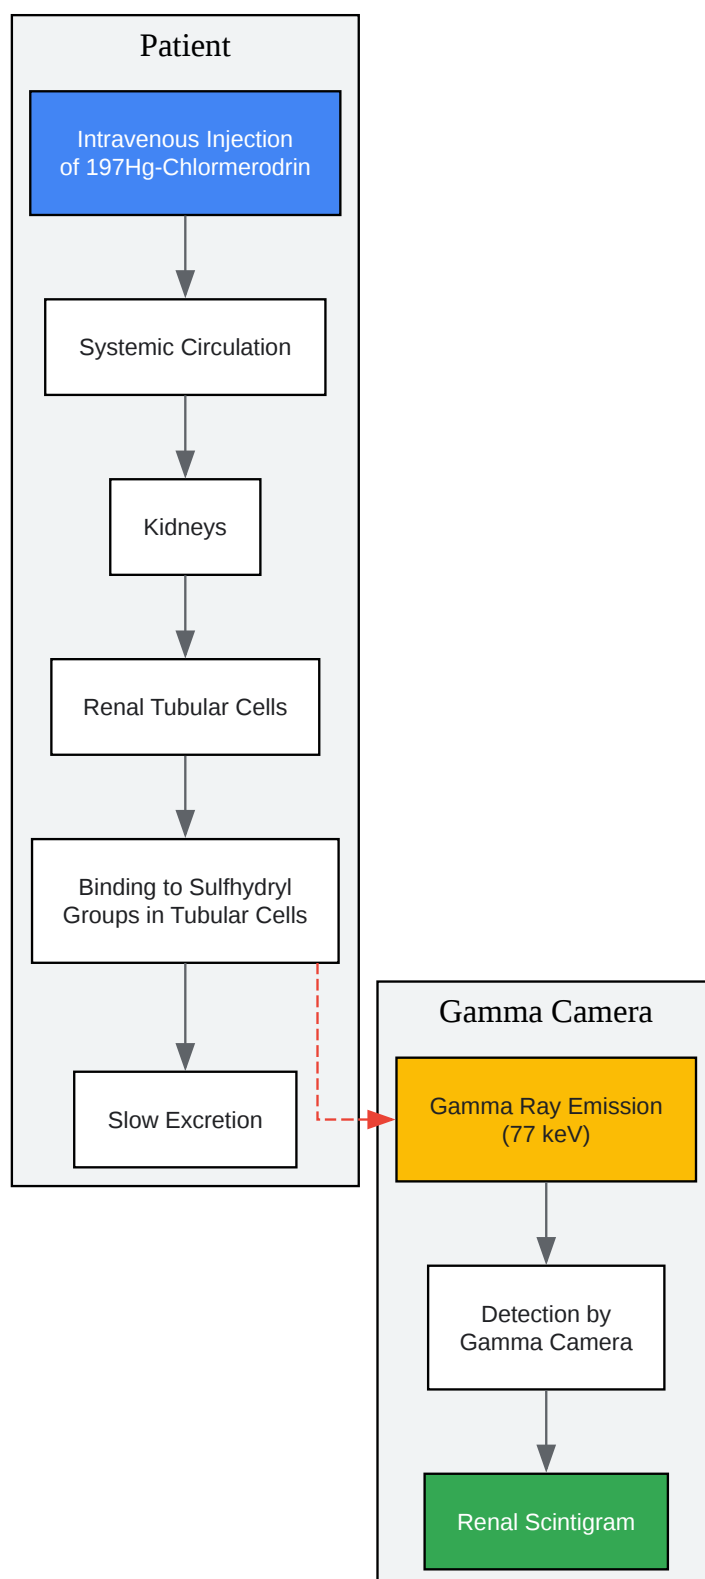 Patient
Intravenous Injection
of 197Hg-Chlormerodrin
Systemic Circulation
Kidneys
Renal Tubular Cells
Binding to Sulfhydryl
Groups in Tubular Cells
Slow Excretion
Gamma Camera
Gamma Ray Emission
(77 keV)
Detection by
Gamma Camera
Renal Scintigram